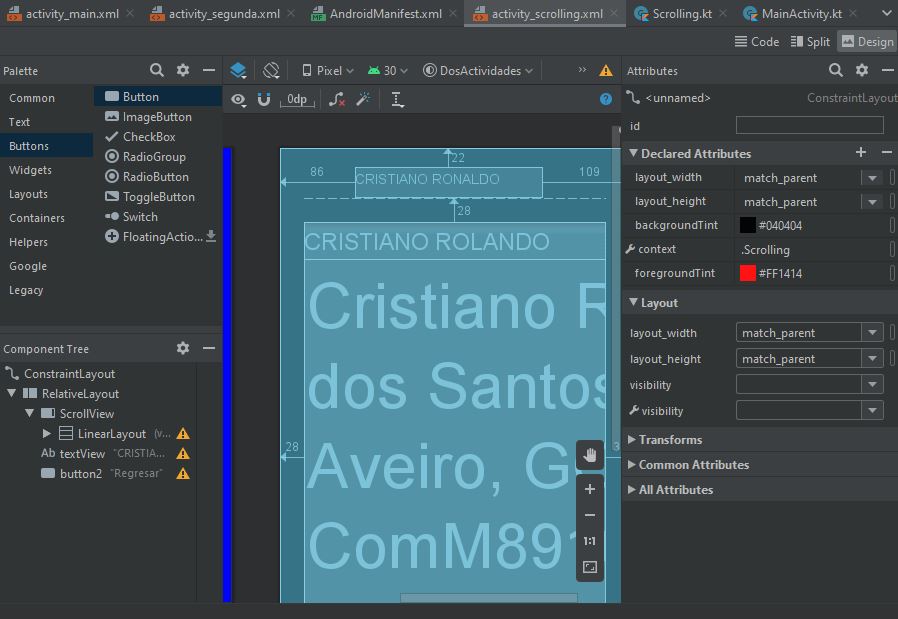 activity_main.xml activity_segunda.xml AndroidManifest.xml activity_scrolling.xml Scrolling.kt MainActivity.kt
Code Split Design
Palette
Common
Text
Buttons
Widgets
Layouts
Containers
Helpers
Google
Legacy
Button
ImageButton
CheckBox
RadioGroup
RadioButton
ToggleButton
Switch
FloatingActio...
Component Tree
ConstraintLayout
RelativeLayout
ScrollView
LinearLayout (v...
Ab textView "CRISTIA...
button2 "Regresar"
Pixel 30 DosActividades
0dp
22
86 CRISTIANO RONALDO 109
28
CRISTIANO ROLANDO
Cristiano R
dos Santos
28
Aveiro, G
ComM891
1:1
Attributes
<unnamed> ConstraintLayout
id
Declared Attributes
layout_width match_parent
layout_height match_parent
backgroundTint #040404
context .Scrolling
foregroundTint #FF1414
Layout
layout_width match_parent
layout_height match_parent
visibility
visibility
Transforms
Common Attributes
All Attributes